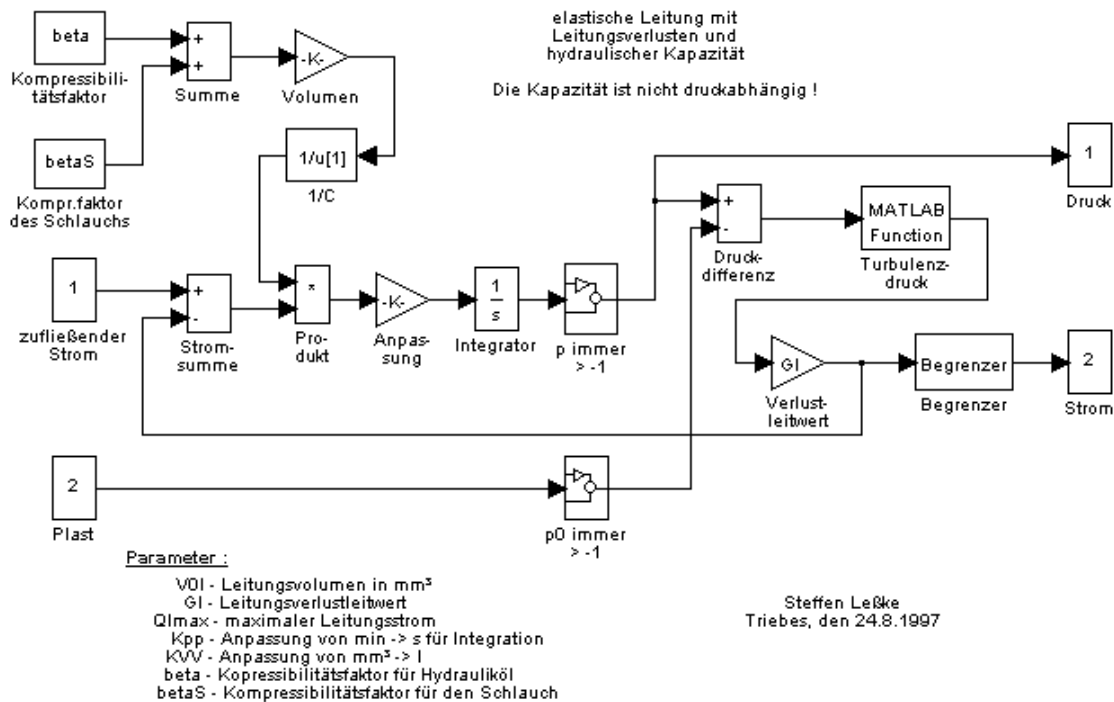 elastische Leitung mit
Leitungsverlusten und
hydraulischer Kapazität
Die Kapazität ist nicht druckabhängig !
beta
Kompressibili-
tätsfaktor
+
+
Summe
-K-
Volumen
betaS
Kompr.faktor
des Schlauchs
1/u[1]
1/C
1
Druck
+
-
Druck-
differenz
MATLAB
Function
Turbulenz-
druck
1
zufließender
Strom
+
-
Strom-
summe
*
Pro-
dukt
-K-
Anpas-
sung
1
s
Integrator
p immer
> -1
GI
Verlust-
leitwert
Begrenzer
Begrenzer
2
Strom
2
Plast
p0 immer
> -1
Parameter :
V0l - Leitungsvolumen in mm³
Gl - Leitungsverlustleitwert
Qlmax - maximaler Leitungsstrom
Kpp - Anpassung von min -> s für Integration
KVV - Anpassung von mm³ -> l
beta - Kopressibilitätsfaktor für Hydrauliköl
betaS - Kompressibilitätsfaktor für den Schlauch
Steffen Leßke
Triebes, den 24.8.1997